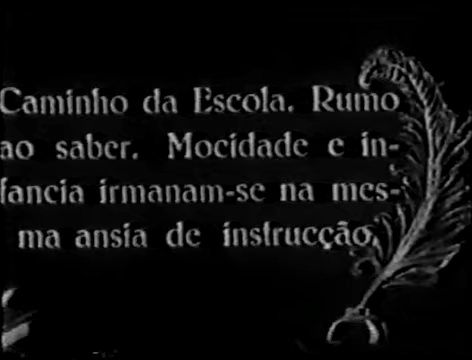 Caminho da Escola. Rumo
ao saber. Mocidade e in-
fancia irmanam-se na mes-
ma ansia de instrucção.